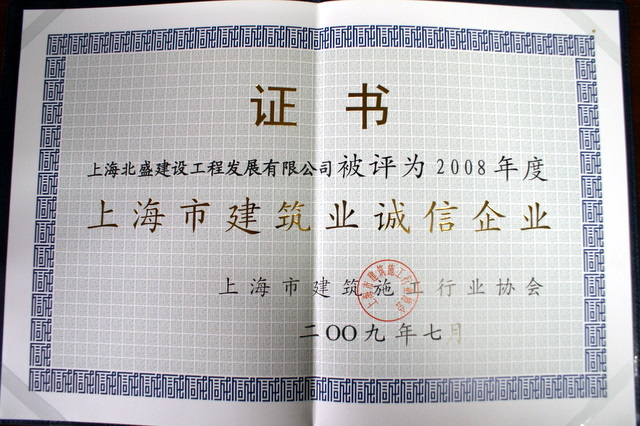 证书
上海北盛建设工程发展有限公司被评为2008年度
上海市建筑业诚信企业
上海市建筑施工行业协会
二〇〇九年七月